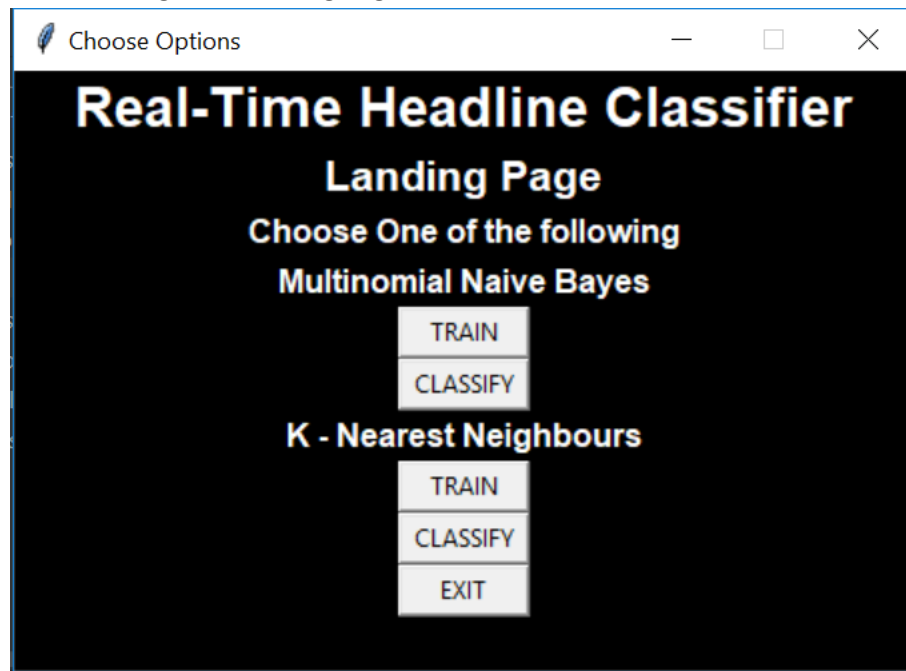 Choose Options
Real-Time Headline Classifier
Landing Page
Choose One of the following
Multinomial Naive Bayes
TRAIN
CLASSIFY
K - Nearest Neighbours
TRAIN
CLASSIFY
EXIT